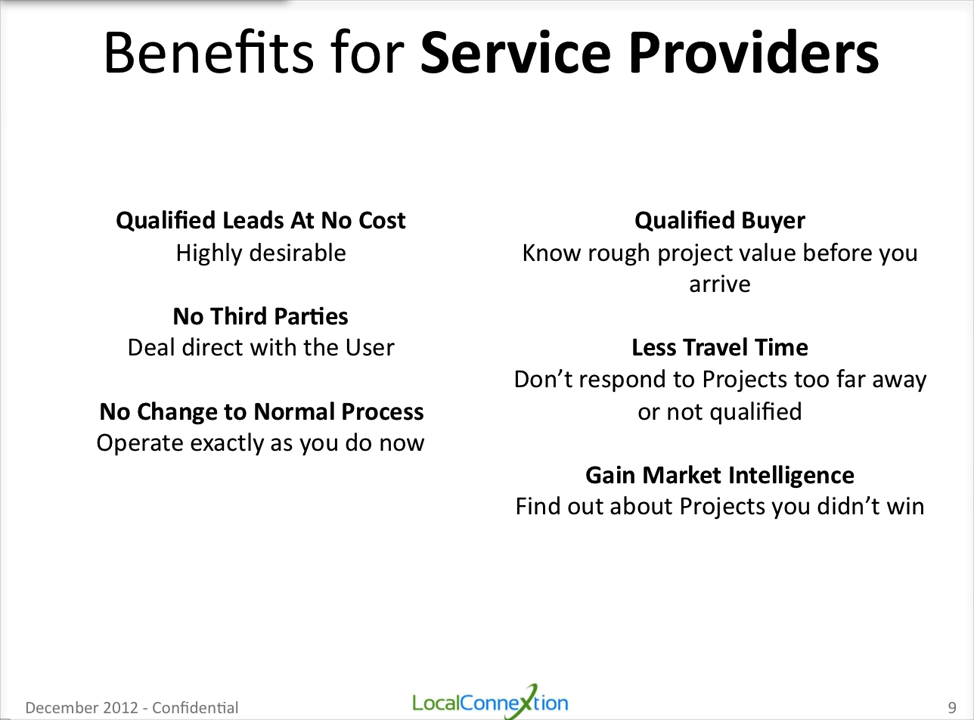 Benefits for Service Providers
Qualified Leads At No Cost
Highly desirable
No Third Parties
Deal direct with the User
No Change to Normal Process
Operate exactly as you do now
Qualified Buyer
Know rough project value before you
arrive
Less Travel Time
Don’t respond to Projects too far away
or not qualified
Gain Market Intelligence
Find out about Projects you didn’t win
December 2012 - Confidential
LocalConneXtion
9